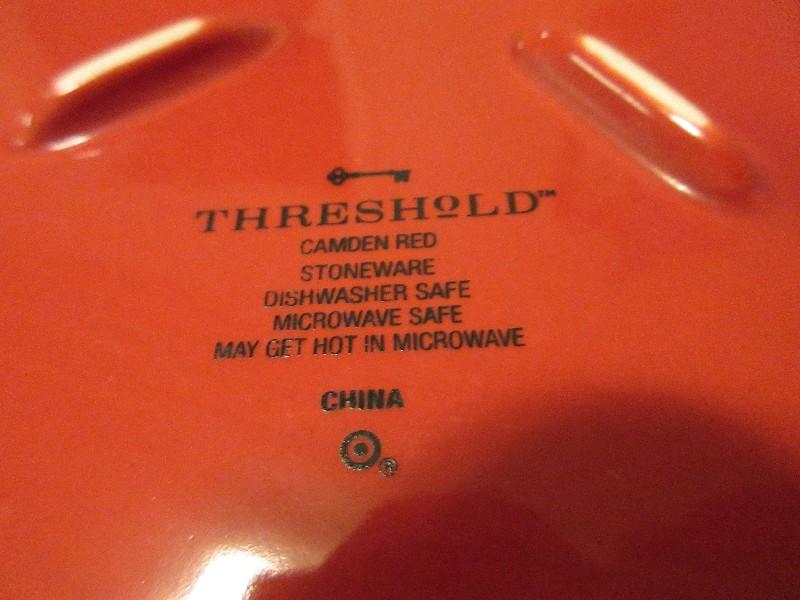 THRESHOLD™
CAMDEN RED
STONEWARE
DISHWASHER SAFE
MICROWAVE SAFE
MAY GET HOT IN MICROWAVE
CHINA
®